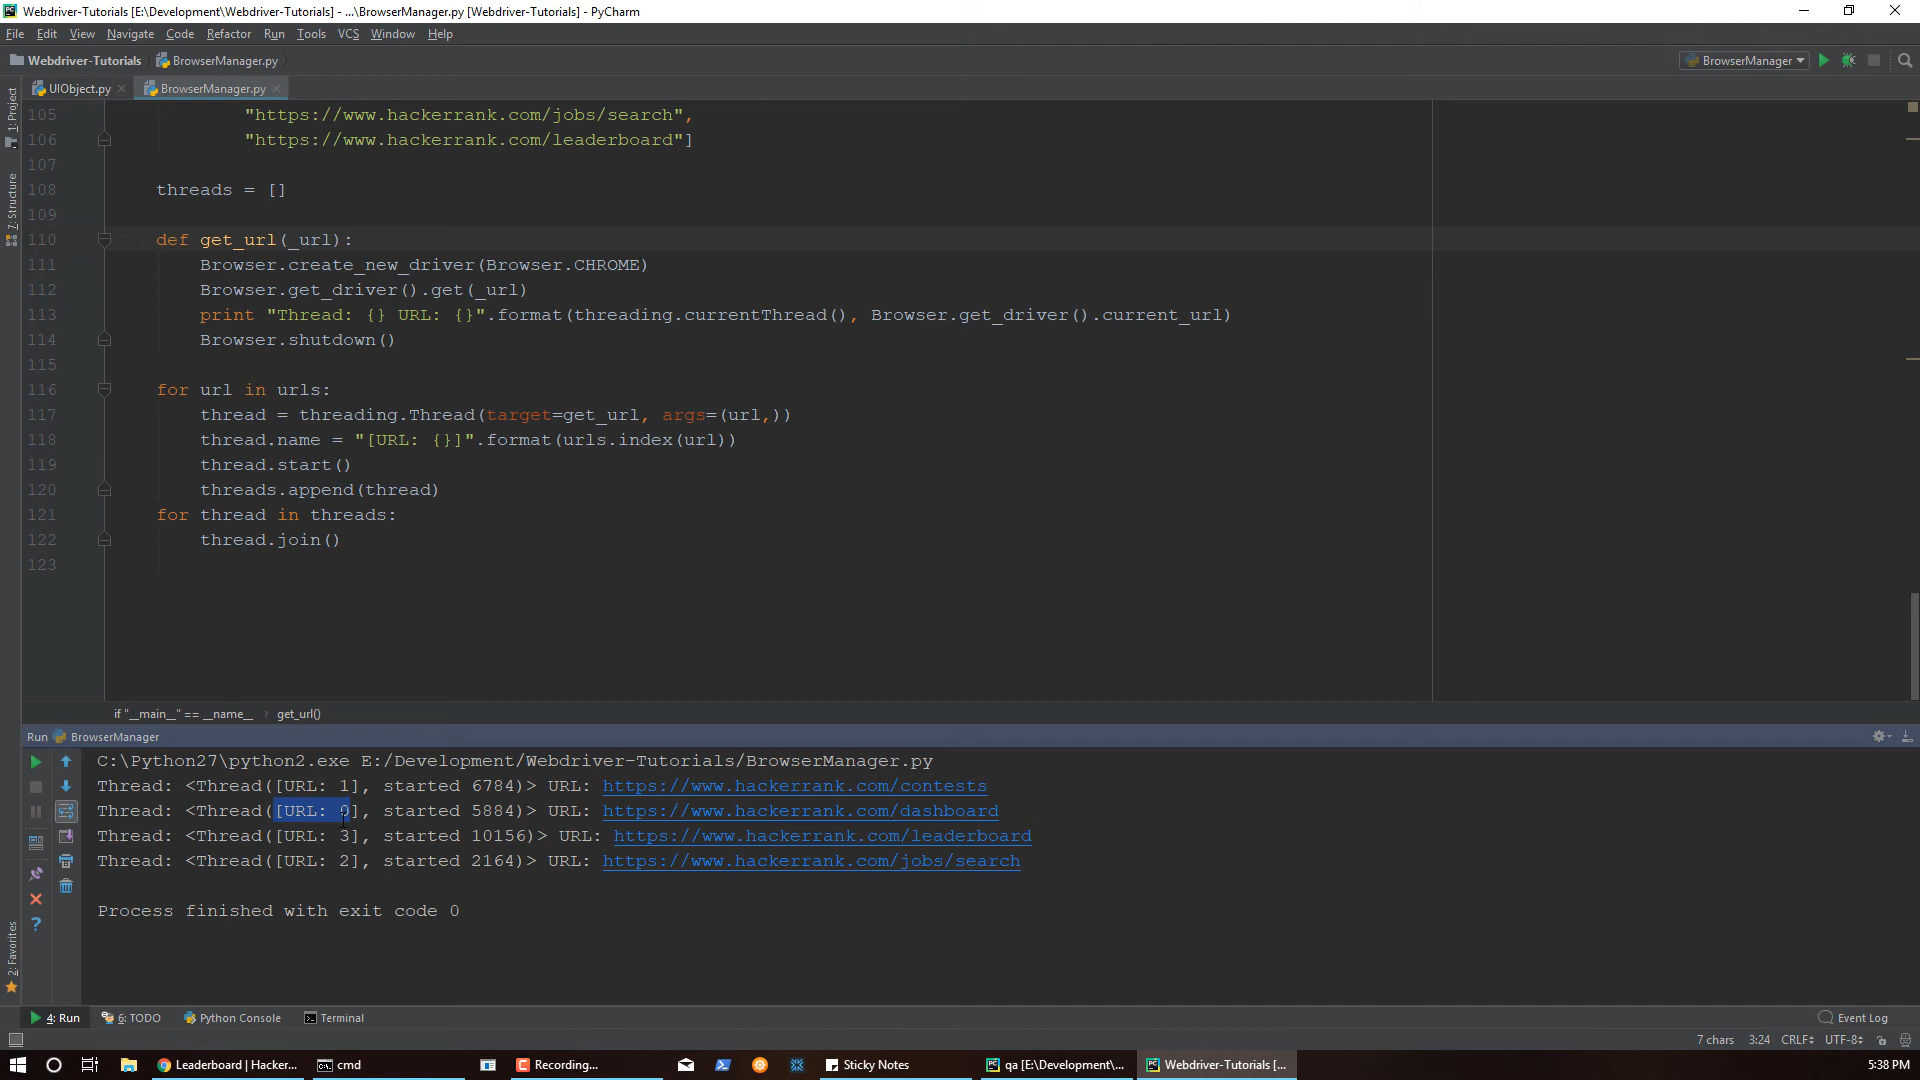 Webdriver-Tutorials [E:\Development\Webdriver-Tutorials] - ...\BrowserManager.py [Webdriver-Tutorials] - PyCharm
File Edit View Navigate Code Refactor Run Tools VCS Window Help
Webdriver-Tutorials BrowserManager.py BrowserManager
UIObject.py BrowserManager.py
1: Project
7: Structure
2: Favorites
105 "https://www.hackerrank.com/jobs/search",
106 "https://www.hackerrank.com/leaderboard"]
107
108 threads = []
109
110 def get_url(_url):
111 Browser.create_new_driver(Browser.CHROME)
112 Browser.get_driver().get(_url)
113 print "Thread: {} URL: {}".format(threading.currentThread(), Browser.get_driver().current_url)
114 Browser.shutdown()
115
116 for url in urls:
117 thread = threading.Thread(target=get_url, args=(url,))
118 thread.name = "[URL: {}]".format(urls.index(url))
119 thread.start()
120 threads.append(thread)
121 for thread in threads:
122 thread.join()
123
if "__main__" == __name__ › get_url()
Run BrowserManager
C:\Python27\python2.exe E:/Development/Webdriver-Tutorials/BrowserManager.py
Thread: <Thread([URL: 1], started 6784)> URL: https://www.hackerrank.com/contests
Thread: <Thread([URL: 0], started 5884)> URL: https://www.hackerrank.com/dashboard
Thread: <Thread([URL: 3], started 10156)> URL: https://www.hackerrank.com/leaderboard
Thread: <Thread([URL: 2], started 2164)> URL: https://www.hackerrank.com/jobs/search
Process finished with exit code 0
4: Run 6: TODO Python Console Terminal Event Log
7 chars 3:24 CRLF UTF-8
Leaderboard | Hacker... cmd Recording... Sticky Notes qa [E:\Development\... Webdriver-Tutorials [... 5:38 PM